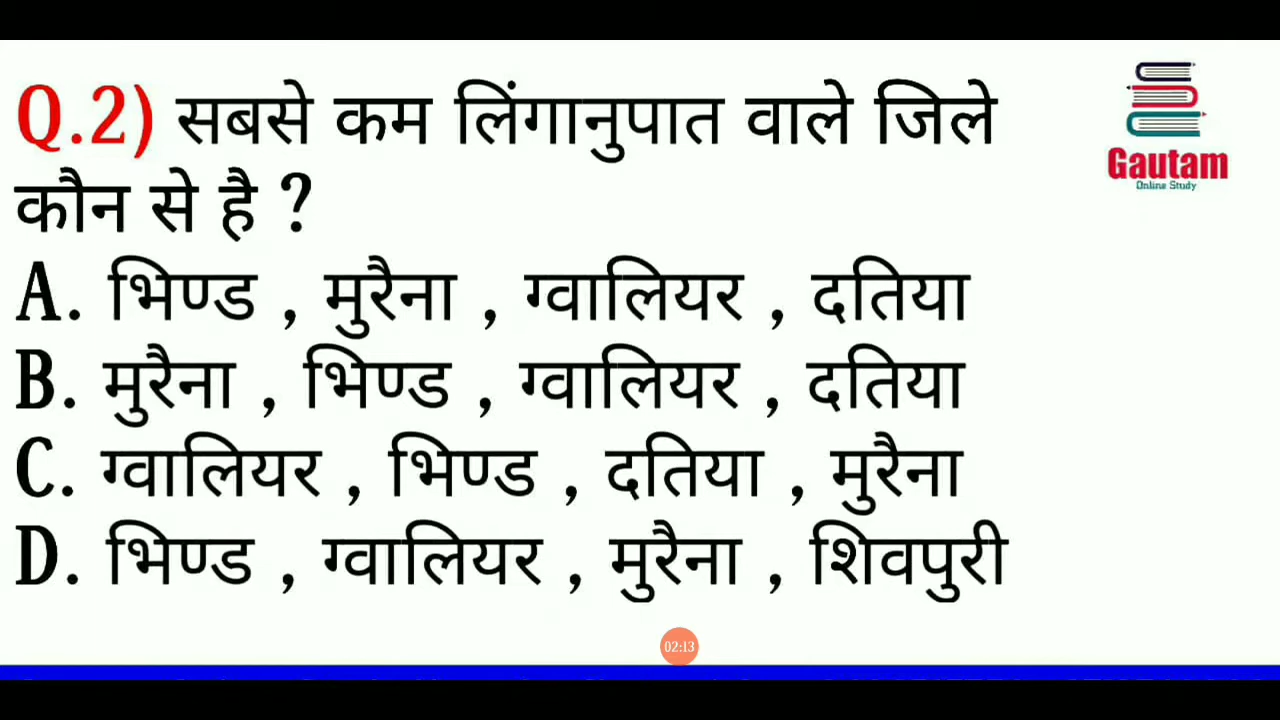 Q.2) सबसे कम लिंगानुपात वाले जिले
कौन से है ?
A. भिण्ड , मुरैना , ग्वालियर , दतिया
B. मुरैना , भिण्ड , ग्वालियर , दतिया
C. ग्वालियर , भिण्ड , दतिया , मुरैना
D. भिण्ड , ग्वालियर , मुरैना , शिवपुरी
Gautam
Online Study
02:13